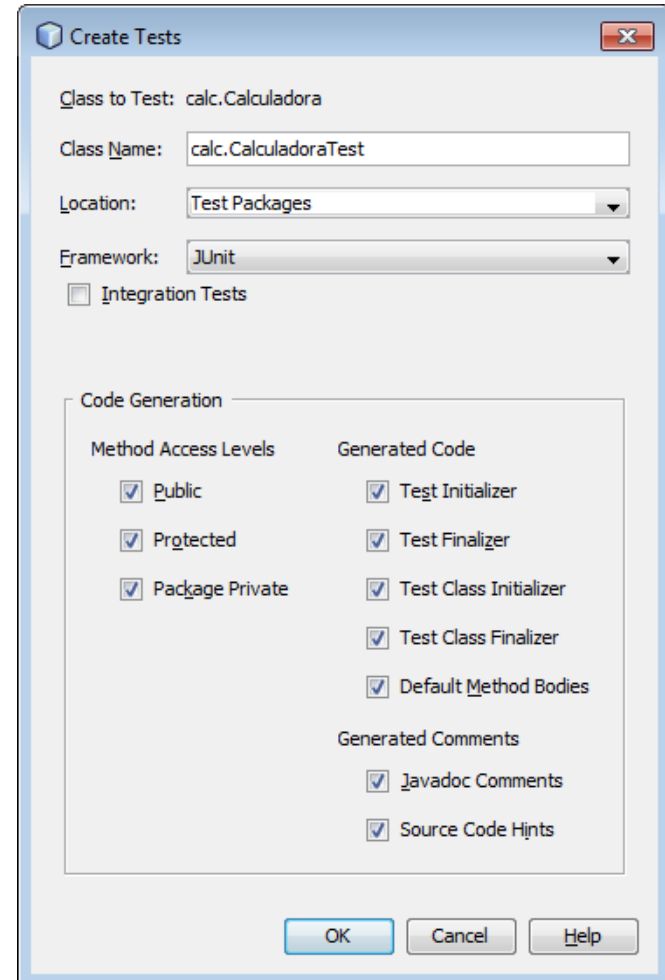 Create Tests
Class to Test: calc.Calculadora
Class Name: calc.CalculadoraTest
Location: Test Packages
Framework: JUnit
Integration Tests
Code Generation
Method Access Levels
Public
Protected
Package Private
Generated Code
Test Initializer
Test Finalizer
Test Class Initializer
Test Class Finalizer
Default Method Bodies
Generated Comments
Javadoc Comments
Source Code Hints
OK Cancel Help